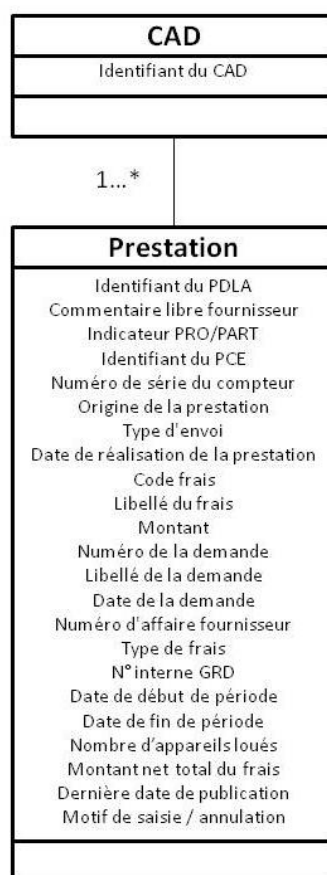 CAD
Identifiant du CAD
1...*
Prestation
Identifiant du PDLA
Commentaire libre fournisseur
Indicateur PRO/PART
Identifiant du PCE
Numéro de série du compteur
Origine de la prestation
Type d'envoi
Date de réalisation de la prestation
Code frais
Libellé du frais
Montant
Numéro de la demande
Libellé de la demande
Date de la demande
Numéro d'affaire fournisseur
Type de frais
N° interne GRD
Date de début de période
Date de fin de période
Nombre d'appareils loués
Montant net total du frais
Dernière date de publication
Motif de saisie / annulation